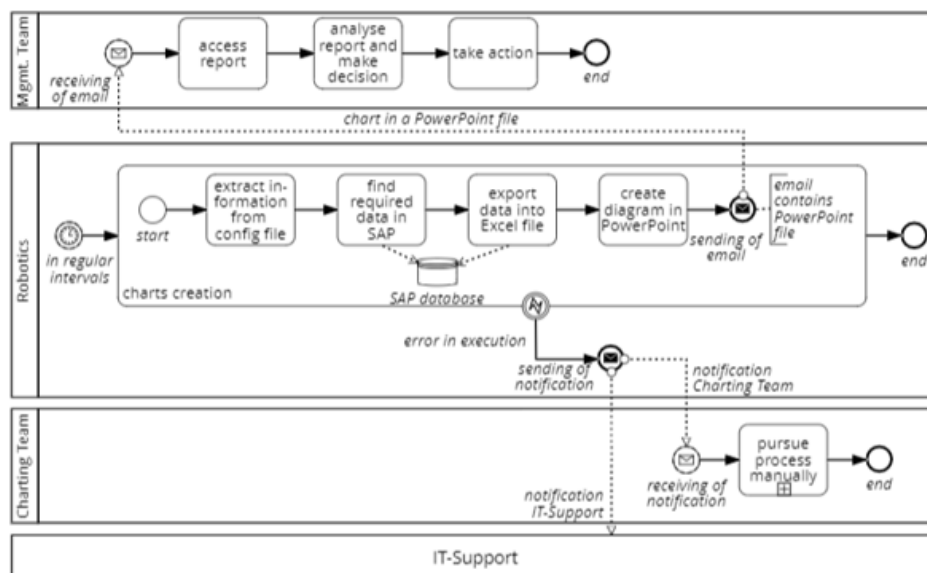 Mgmt. Team
receiving
of email
access
report
analyse
report and
make
decision
take action
end
chart in a PowerPoint file
Robotics
in regular
intervals
start
extract in-
formation
from
config file
find
required
data in
SAP
export
data into
Excel file
create
diagram in
PowerPoint
sending of
email
email
contains
PowerPoint
file
end
SAP database
charts creation
error in execution
sending of
notification
notification
Charting Team
Charting Team
receiving of
notification
pursue
process
manually
end
notification
IT-Support
IT-Support